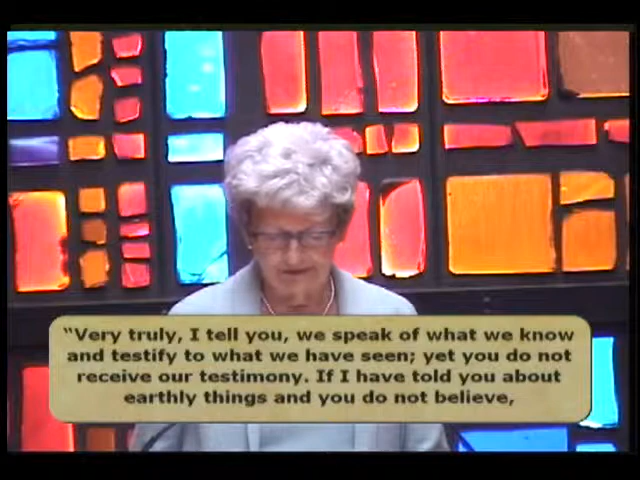 “Very truly, I tell you, we speak of what we know
and testify to what we have seen; yet you do not
receive our testimony. If I have told you about
earthly things and you do not believe,